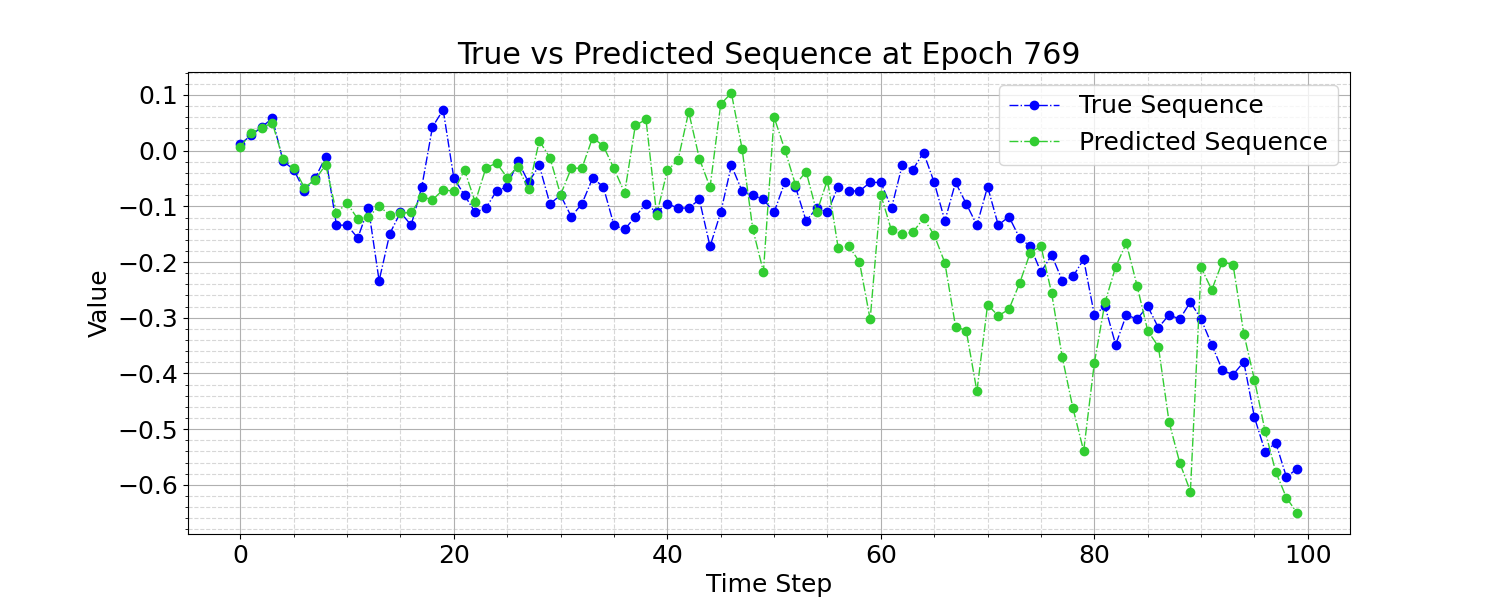 True vs Predicted Sequence at Epoch 769
True Sequence
Predicted Sequence
Value
0.1
0.0
−0.1
−0.2
−0.3
−0.4
−0.5
−0.6
0 20 40 60 80 100
Time Step